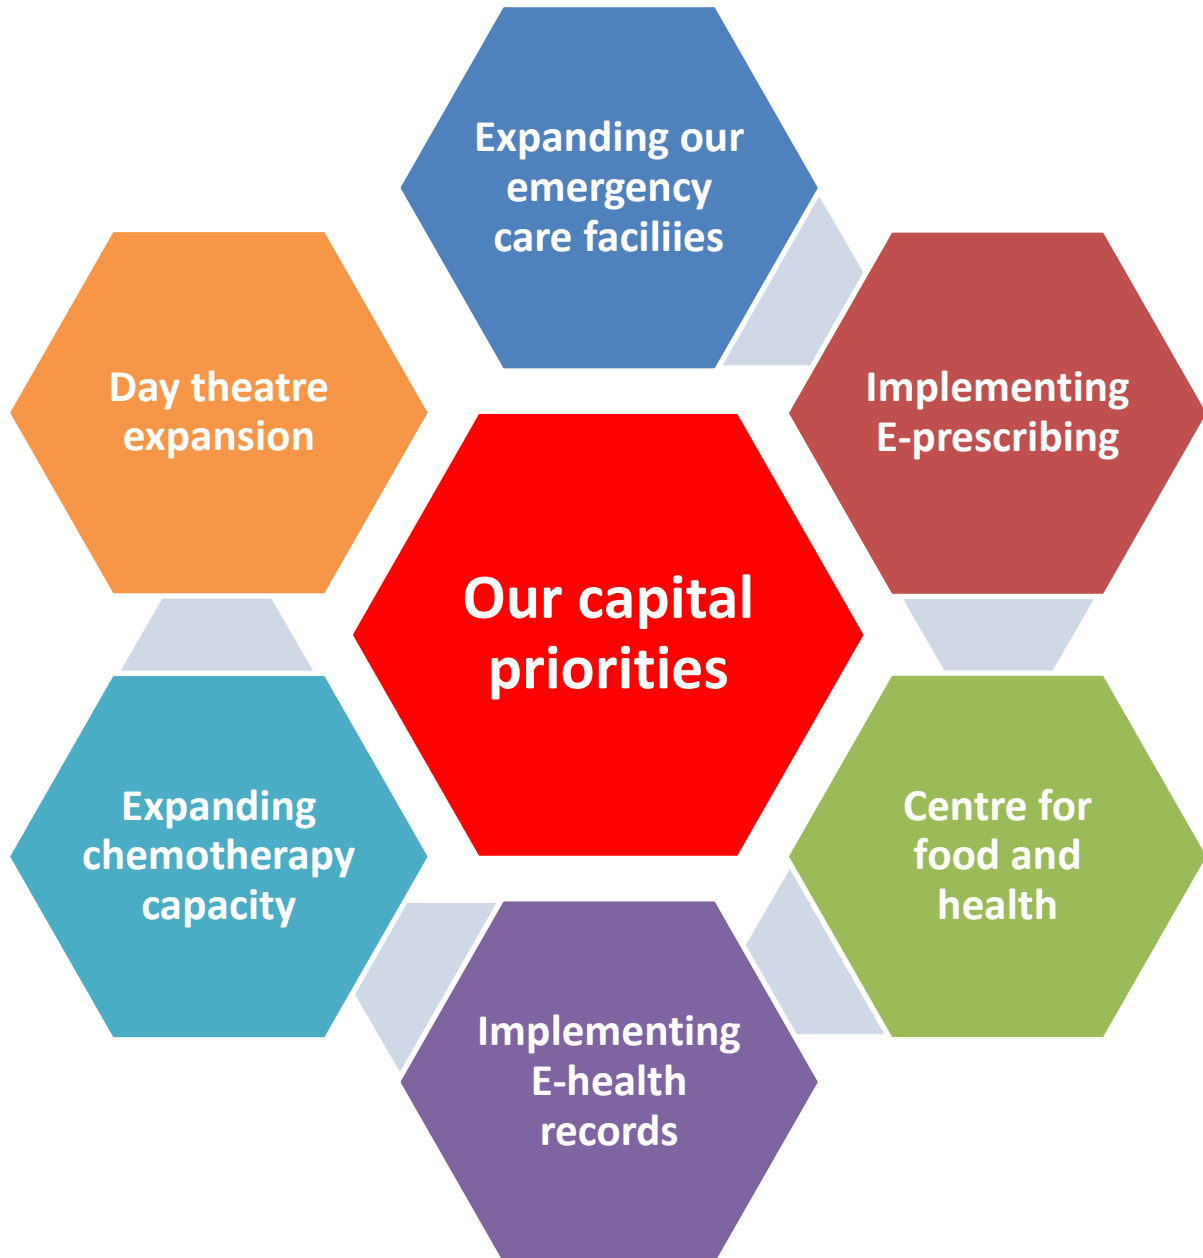 Expanding our
emergency
care faciliies
Implementing
E-prescribing
Centre for
food and
health
Implementing
E-health
records
Expanding
chemotherapy
capacity
Day theatre
expansion
Our capital
priorities